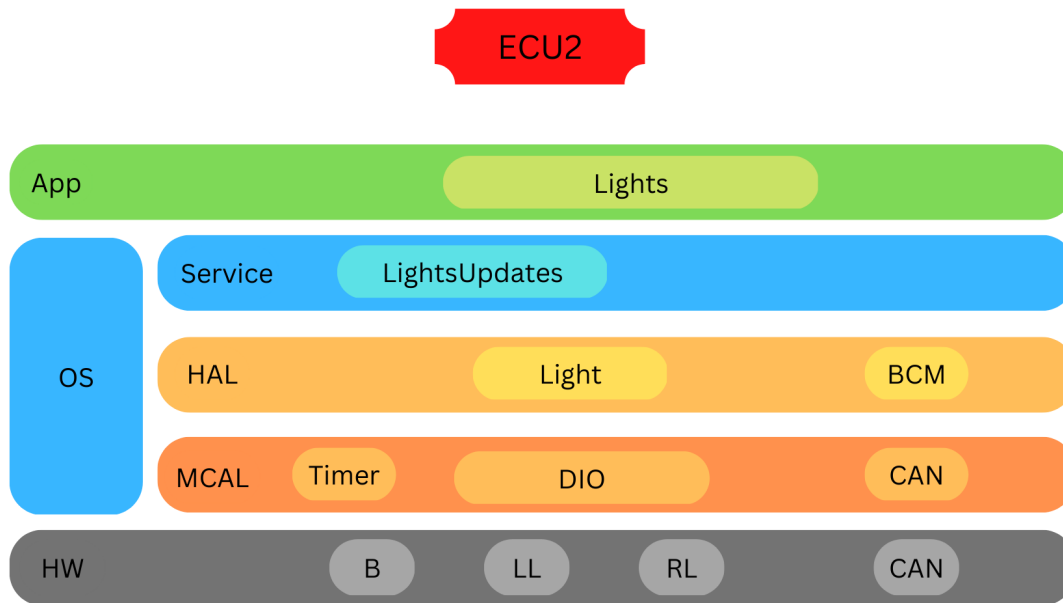 ECU2
App
Lights
Service
LightsUpdates
OS
HAL
Light
BCM
MCAL
Timer
DIO
CAN
HW
B
LL
RL
CAN